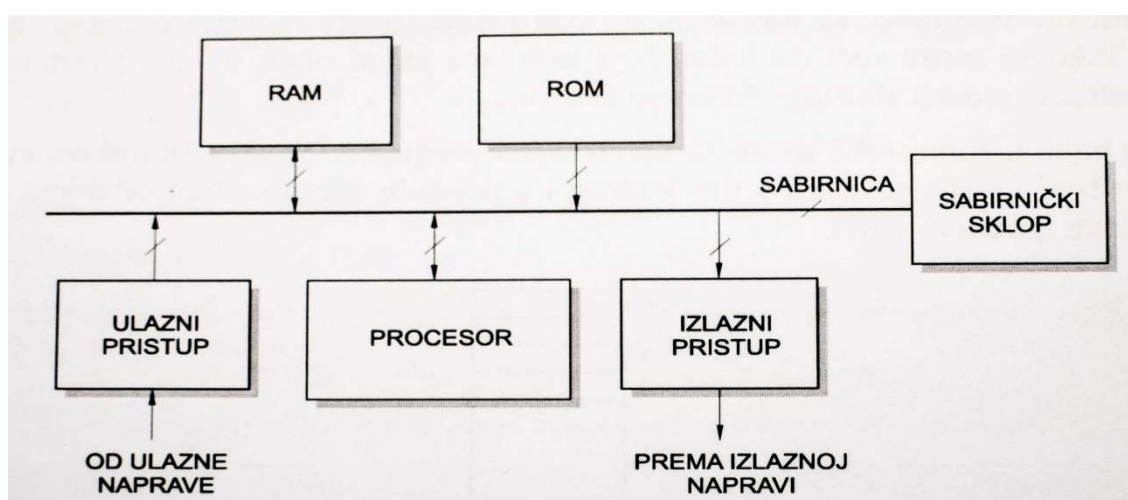 RAM
ROM
SABIRNICA
SABIRNIČKI
SKLOP
ULAZNI
PRISTUP
PROCESOR
IZLAZNI
PRISTUP
OD ULAZNE
NAPRAVE
PREMA IZLAZNOJ
NAPRAVI